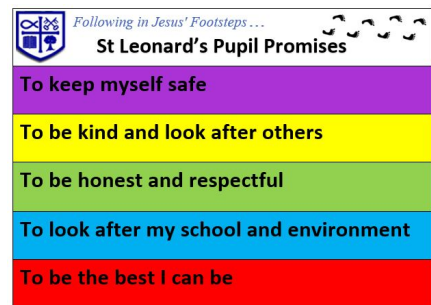 Following in Jesus' Footsteps . . .
St Leonard's Pupil Promises
To keep myself safe
To be kind and look after others
To be honest and respectful
To look after my school and environment
To be the best I can be